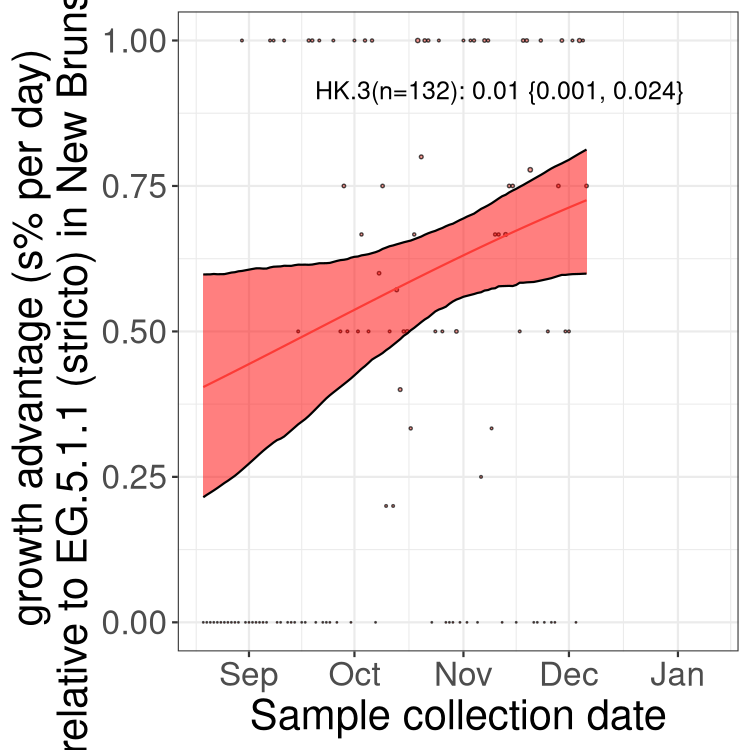 growth advantage (s% per day)
relative to EG.5.1.1 (stricto) in New Bruns
1.00
0.75
0.50
0.25
0.00
HK.3(n=132): 0.01 {0.001, 0.024}
Sep Oct Nov Dec Jan
Sample collection date